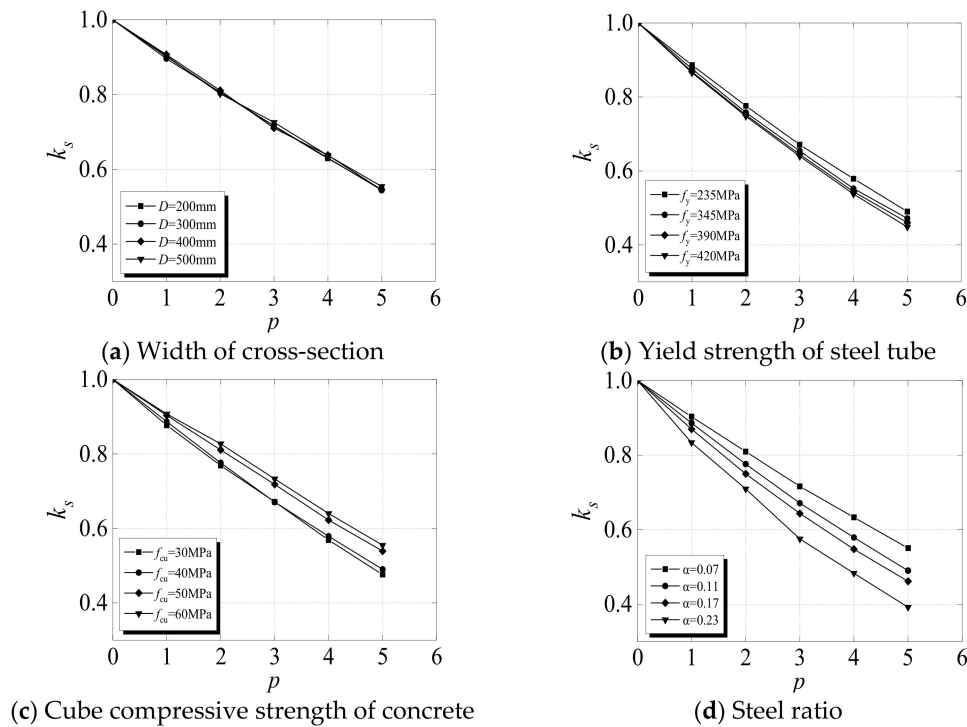 1.0
0.8
0.6
0.4
k_s
D=200mm
D=300mm
D=400mm
D=500mm
0 1 2 3 4 5 6
p
(a) Width of cross-section
1.0
0.8
0.6
0.4
k_s
f_y=235MPa
f_y=345MPa
f_y=390MPa
f_y=420MPa
0 1 2 3 4 5 6
p
(b) Yield strength of steel tube
1.0
0.8
0.6
0.4
k_s
f_cu=30MPa
f_cu=40MPa
f_cu=50MPa
f_cu=60MPa
0 1 2 3 4 5 6
p
(c) Cube compressive strength of concrete
1.0
0.8
0.6
0.4
k_s
α=0.07
α=0.11
α=0.17
α=0.23
0 1 2 3 4 5 6
p
(d) Steel ratio